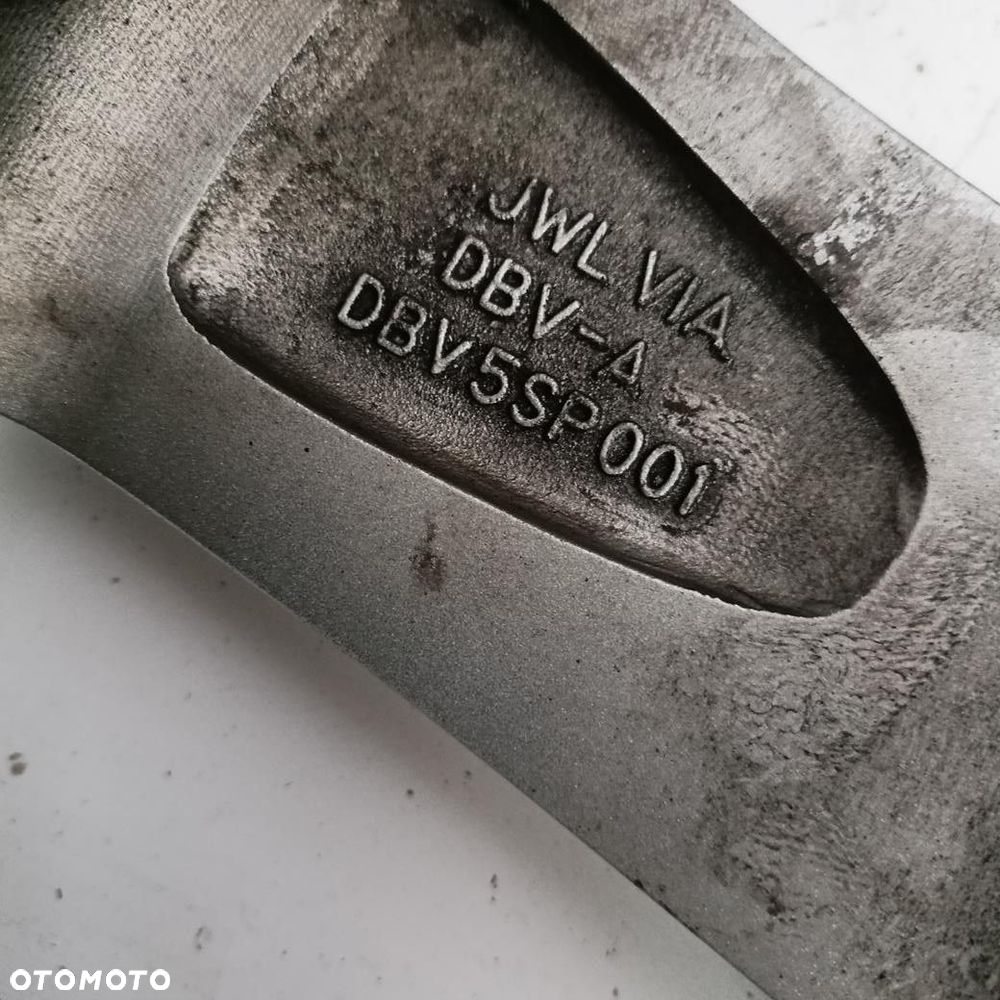 JWL VIA
DBV-A
DBV5SP001
OTOMOTO